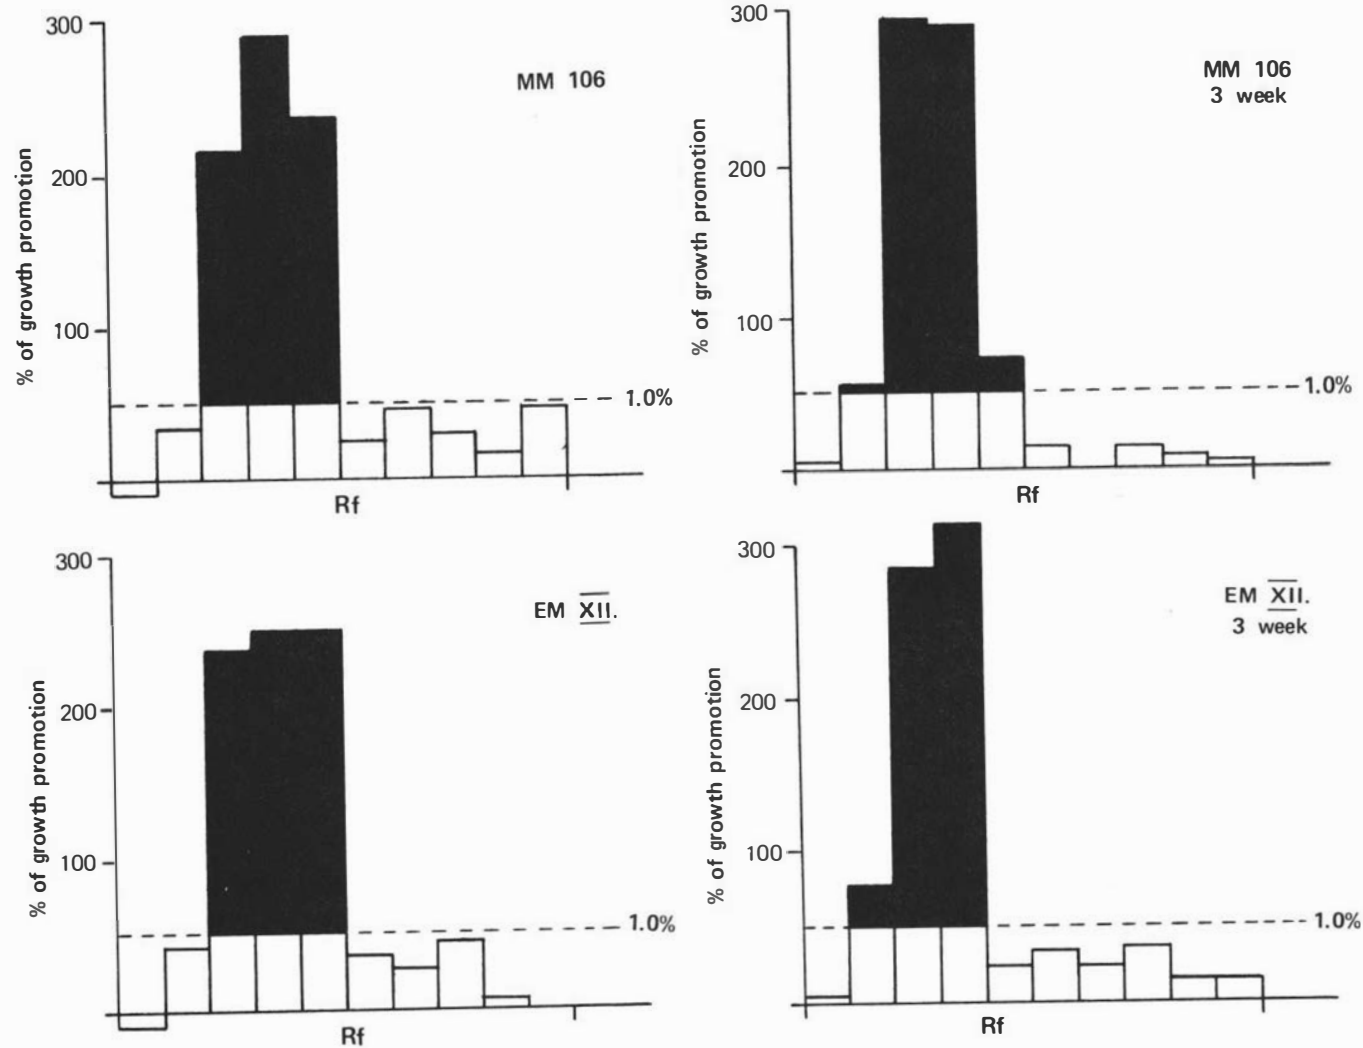 300
200
100
% of growth promotion
MM 106
1.0%
Rf
300
200
100
% of growth promotion
MM 106
3 week
1.0%
Rf
300
200
100
% of growth promotion
EM XII.
1.0%
Rf
300
200
100
% of growth promotion
EM XII.
3 week
1.0%
Rf